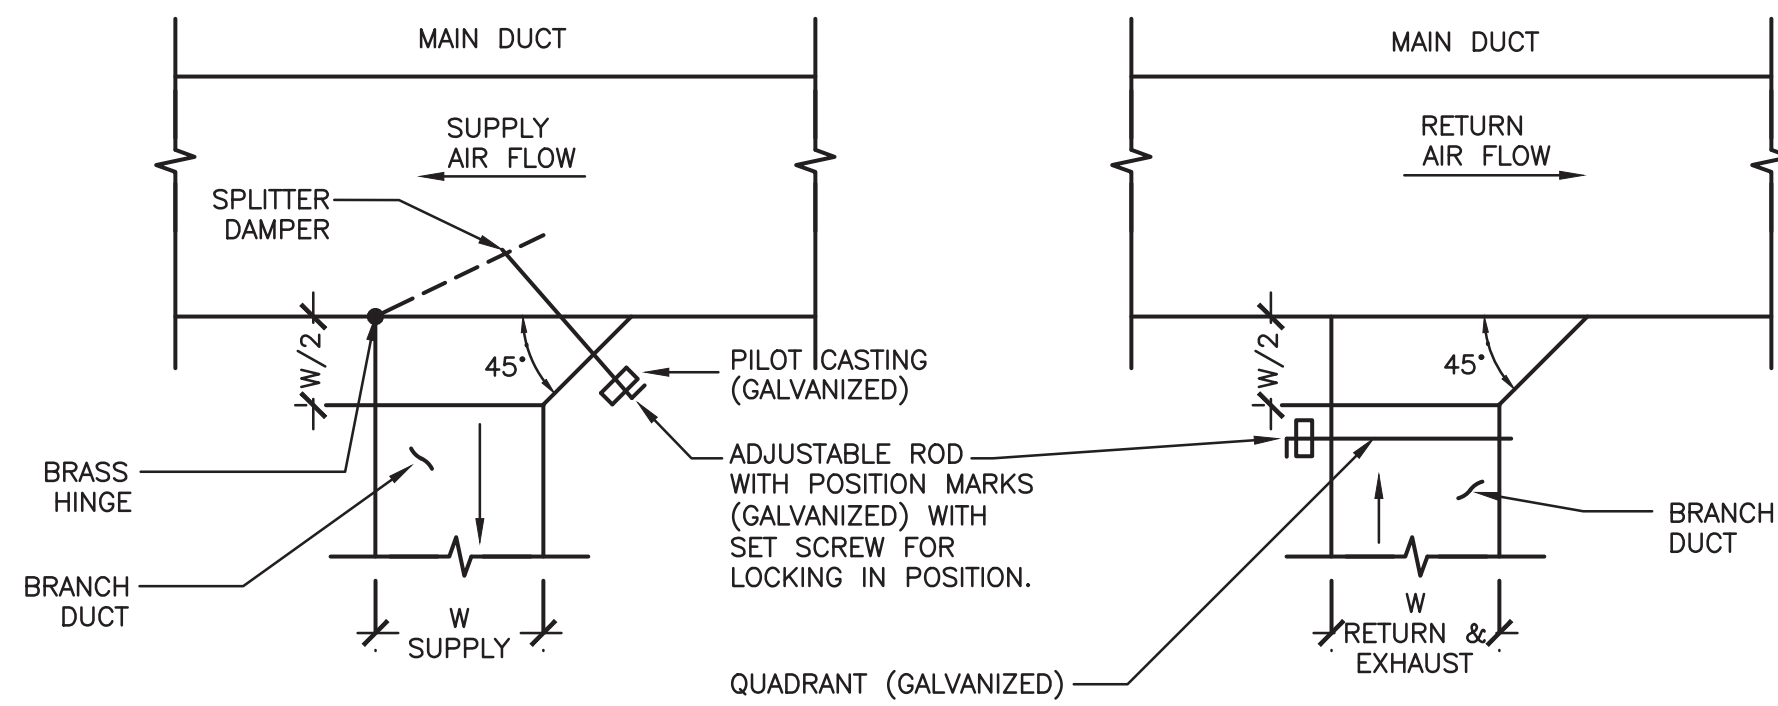 MAIN DUCT
SUPPLY
AIR FLOW
SPLITTER
DAMPER
W/2
45°
BRASS
HINGE
BRANCH
DUCT
W
SUPPLY
PILOT CASTING
(GALVANIZED)
ADJUSTABLE ROD
WITH POSITION MARKS
(GALVANIZED) WITH
SET SCREW FOR
LOCKING IN POSITION.
QUADRANT (GALVANIZED)
MAIN DUCT
RETURN
AIR FLOW
W/2
45°
BRANCH
DUCT
W
RETURN &
EXHAUST